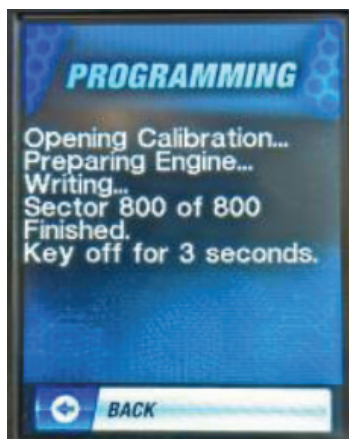 PROGRAMMING
Opening Calibration...
Preparing Engine...
Writing...
Sector 800 of 800
Finished.
Key off for 3 seconds.
BACK